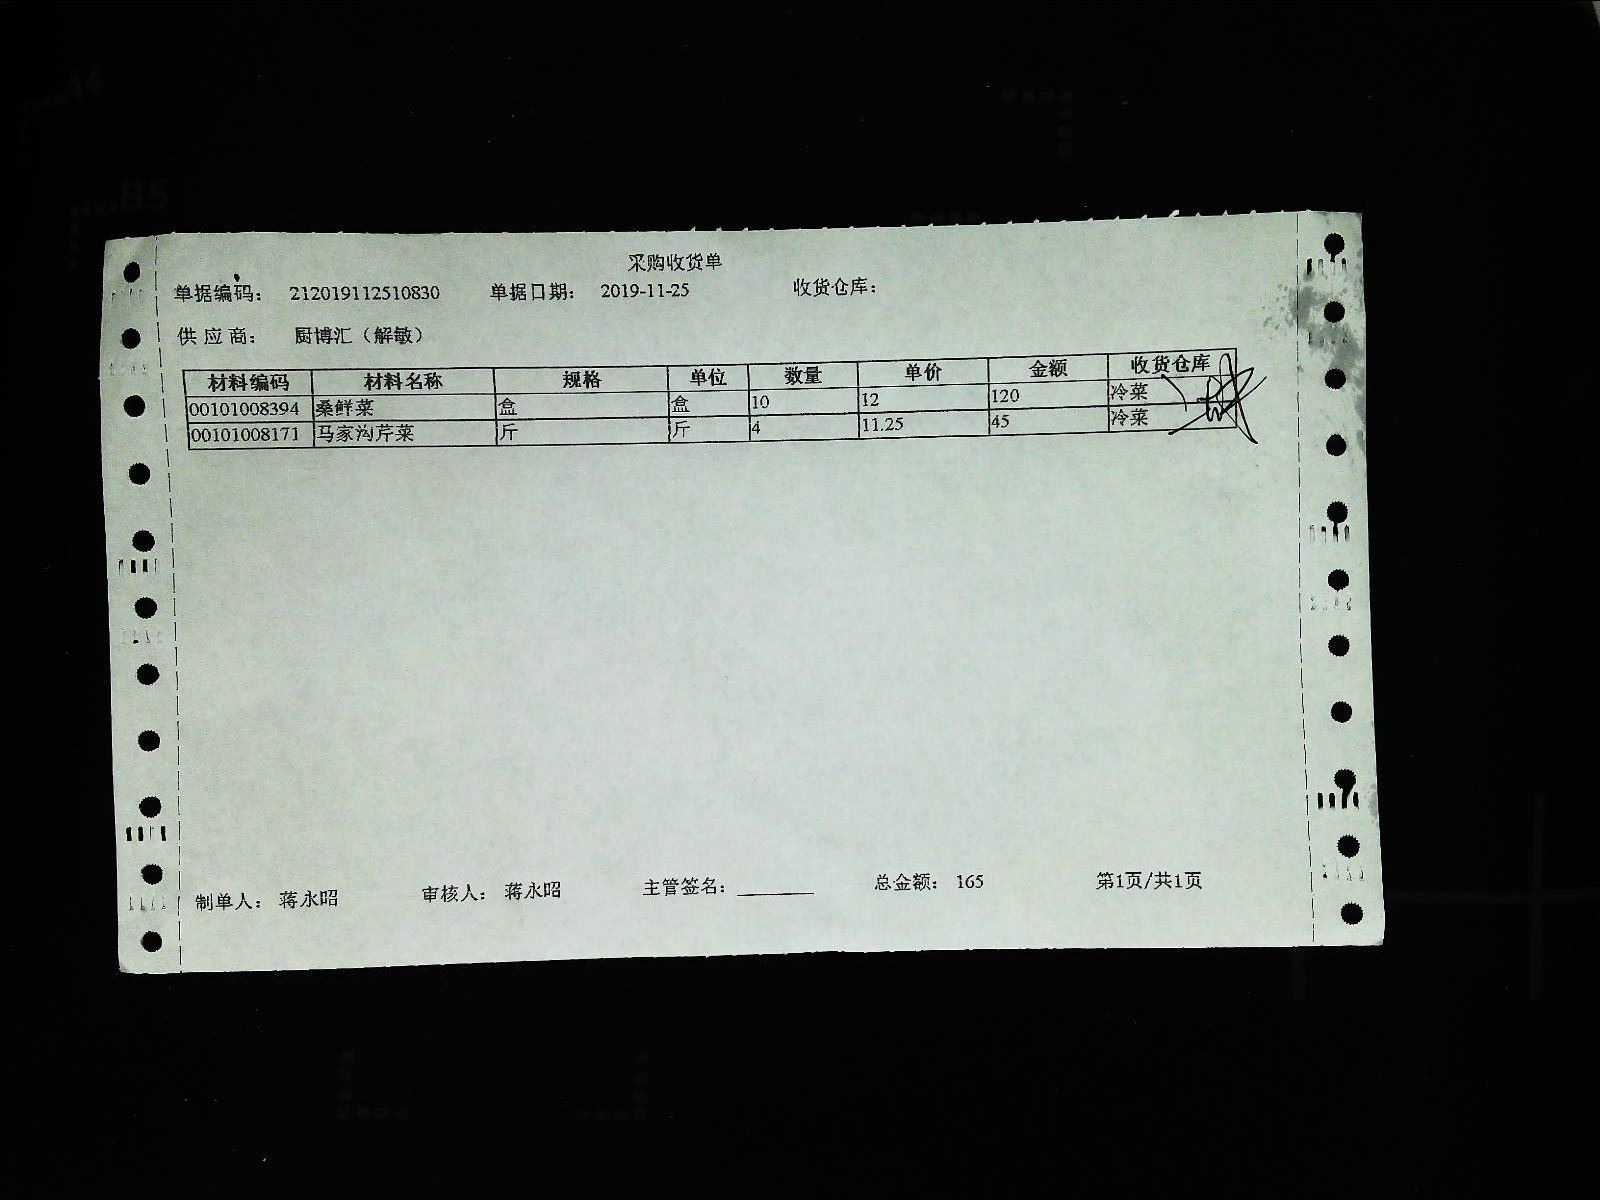 采购收货单
单据编码: 212019112510830 单据日期: 2019-11-25 收货仓库:
供应商: 厨博汇（解敏）
材料编码 材料名称 规格 单位 数量 单价 金额 收货仓库
00101008394 桑鲜菜 盒 盒 10 12 120 冷菜
00101008171 马家沟芹菜 斤 斤 4 11.25 45 冷菜
制单人: 蒋永昭 审核人: 蒋永昭 主管签名: 总金额: 165 第1页/共1页